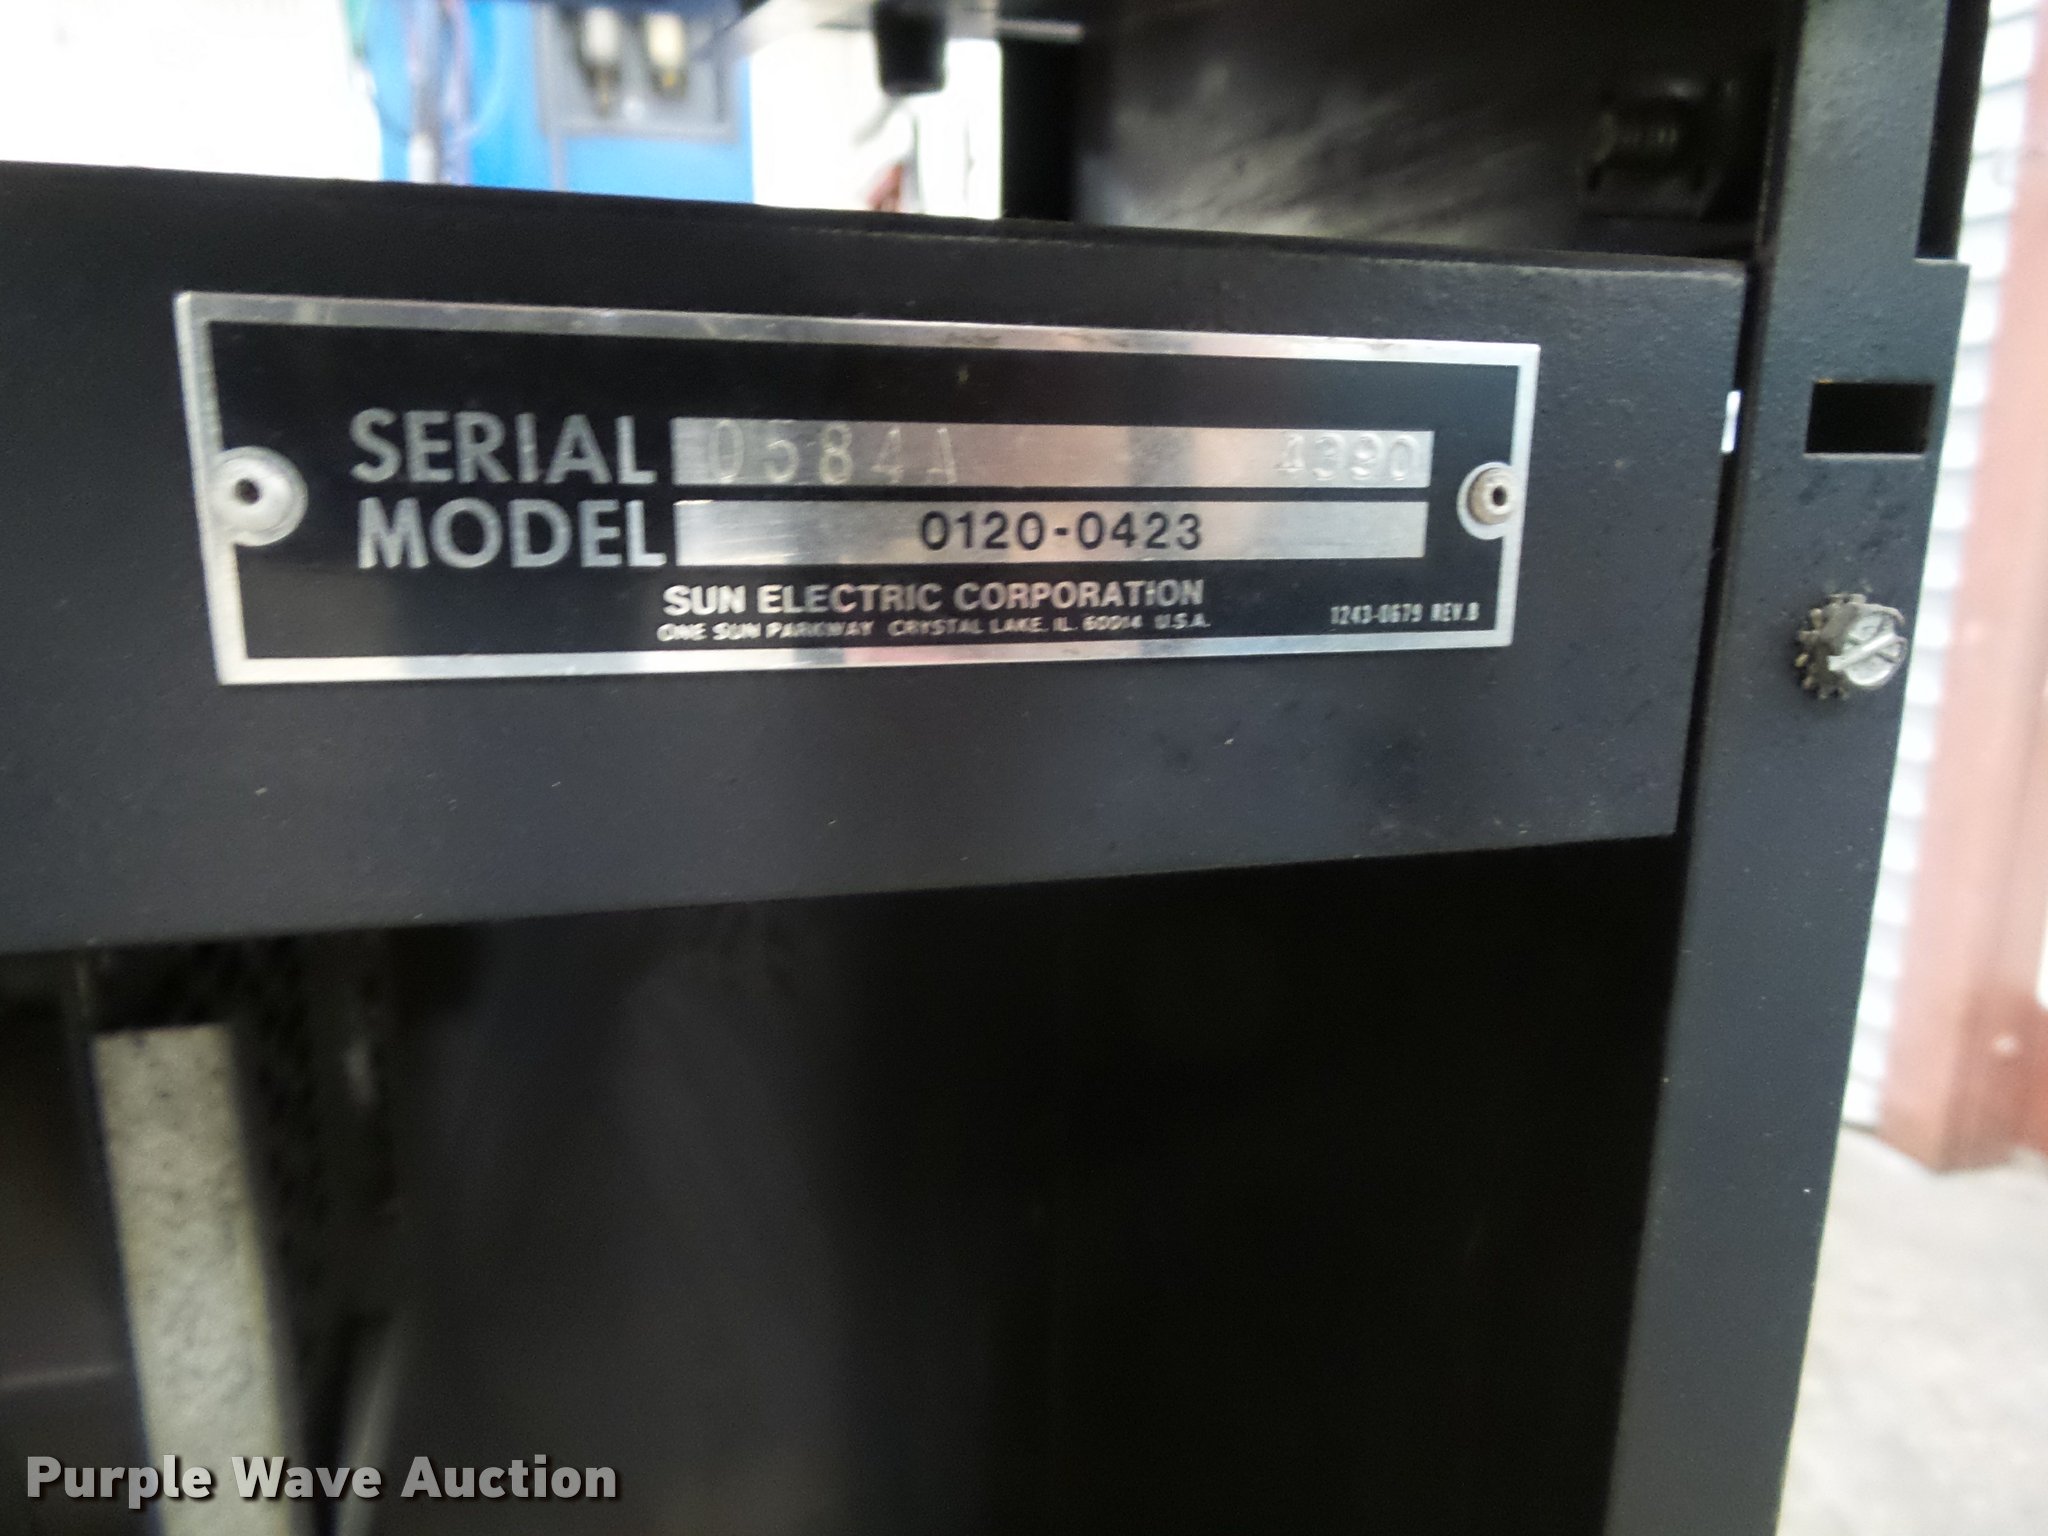 SERIAL 0584A 4390
MODEL 0120-0423
SUN ELECTRIC CORPORATION
ONE SUN PARKWAY CRYSTAL LAKE, IL. 60014 U.S.A.
1243-0679 REV.B
Purple Wave Auction